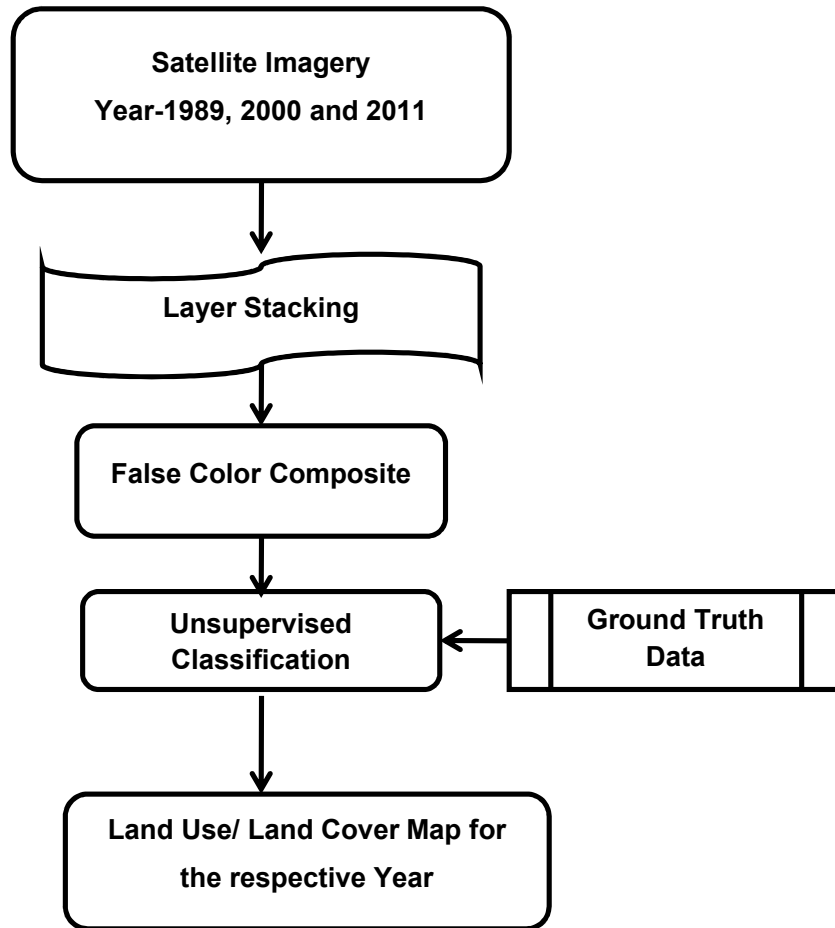 Satellite Imagery
Year-1989, 2000 and 2011
Layer Stacking
False Color Composite
Unsupervised
Classification
Ground Truth
Data
Land Use/ Land Cover Map for
the respective Year